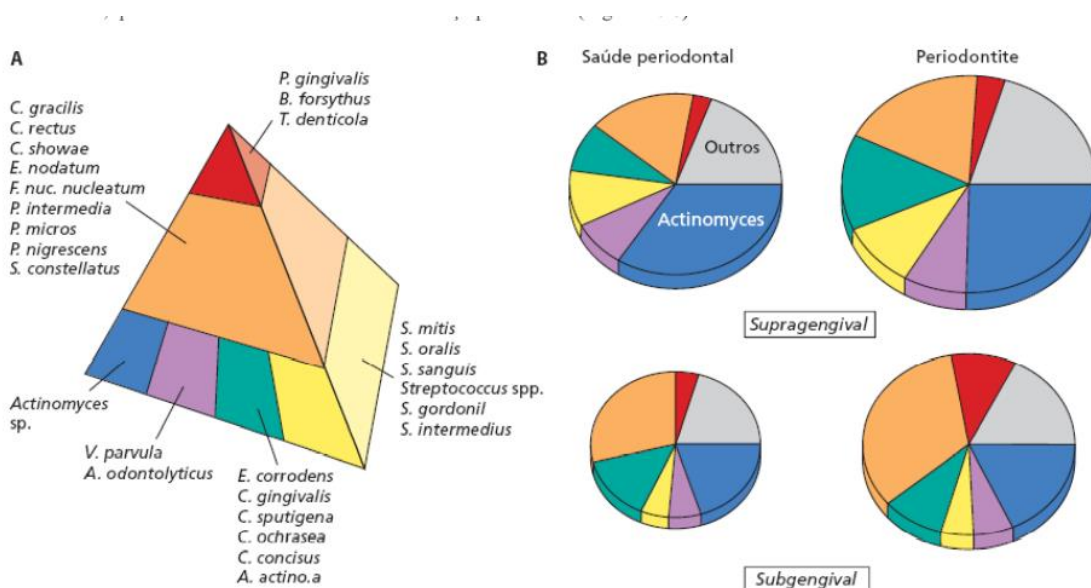 A
P. gingivalis
B. forsythus
T. denticola
C. gracilis
C. rectus
C. showae
E. nodatum
F. nuc. nucleatum
P. intermedia
P. micros
P. nigrescens
S. constellatus
S. mitis
S. oralis
S. sanguis
Streptococcus spp.
S. gordonil
S. intermedius
Actinomyces
sp.
V. parvula
A. odontolyticus
E. corrodens
C. gingivalis
C. sputigena
C. ochrasea
C. concisus
A. actino.a
B
Saúde periodontal
Periodontite
Outros
Actinomyces
Supragengival
Subgengival